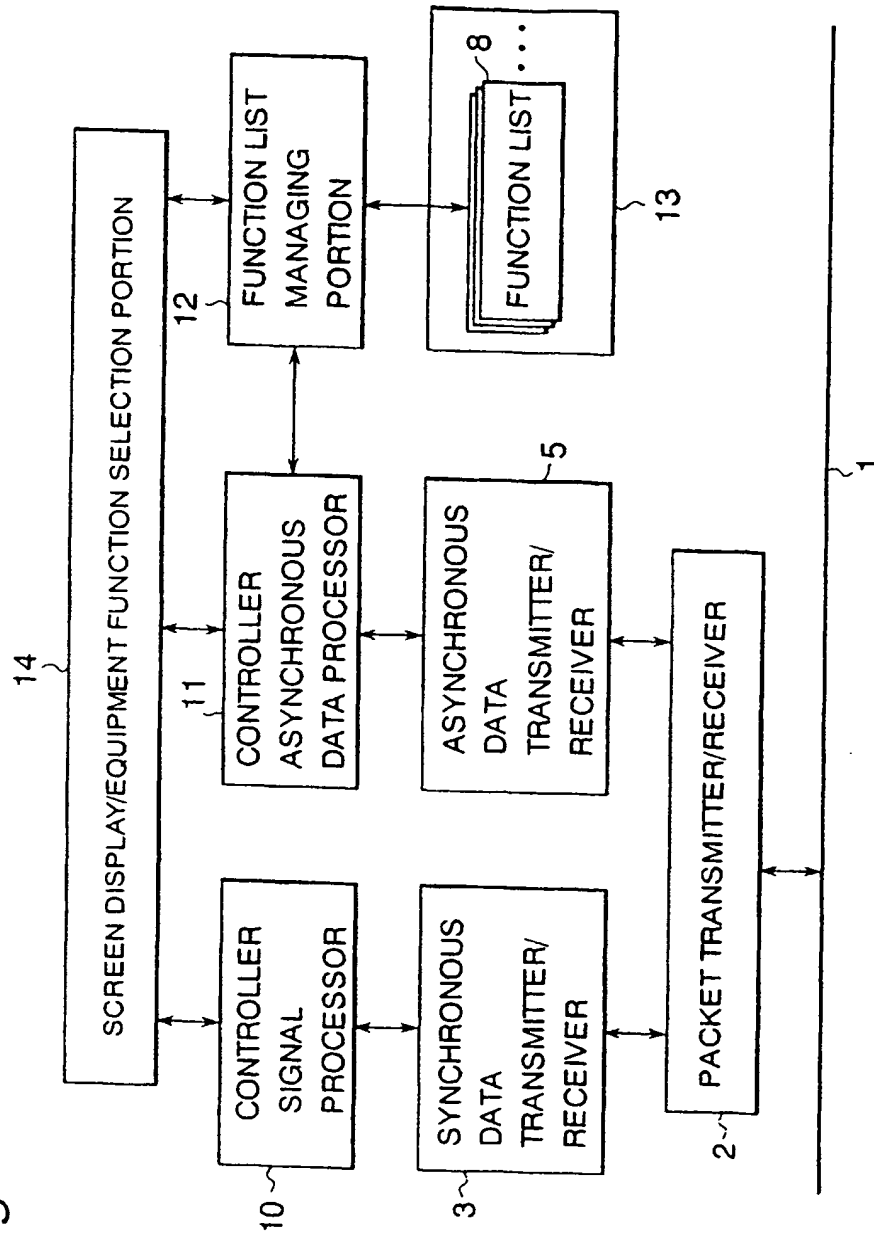 14
SCREEN DISPLAY/EQUIPMENT FUNCTION SELECTION PORTION
10
CONTROLLER
SIGNAL
PROCESSOR
11
CONTROLLER
ASYNCHRONOUS
DATA PROCESSOR
12
FUNCTION LIST
MANAGING
PORTION
3
SYNCHRONOUS
DATA
TRANSMITTER/
RECEIVER
5
ASYNCHRONOUS
DATA
TRANSMITTER/
RECEIVER
8
FUNCTION LIST
...
13
2
PACKET TRANSMITTER/RECEIVER
1